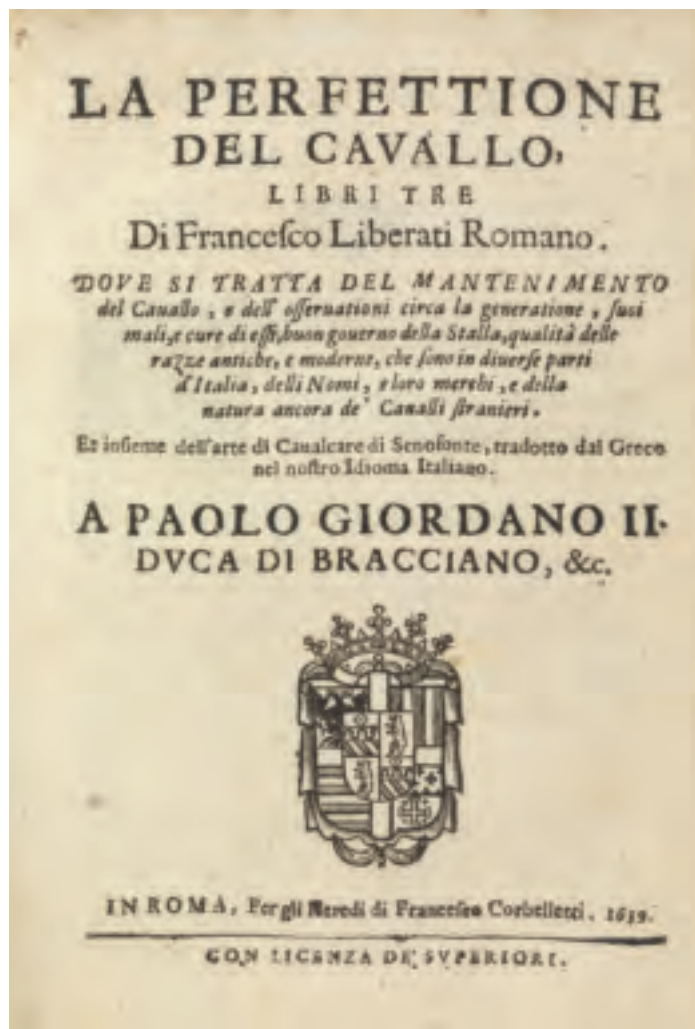 LA PERFETTIONE
DEL CAVALLO,
LIBRI TRE
Di Franceſco Liberati Romano.
DOVE SI TRATTA DEL MANTENIMENTO
del Cauallo, e dell' oſſeruationi circa la generatione, ſuoi
mali, e cure di eſſi, buon gouerno della Stalla, qualità delle
razze antiche, e moderne, che ſono in diuerſe parti
d'Italia, delli Nomi, e loro merchi, e della
natura ancora de' Caualli ſtranieri.
Et inſieme dell'arte di Caualcare di Senofonte, tradotto dal Greco
nel noſtro Idioma Italiano.
A PAOLO GIORDANO II.
DVCA DI BRACCIANO, &c.
IN ROMA, Per gli Heredi di Franceſco Corbelletti. 1639.
CON LICENZA DE' SVPERIORI.